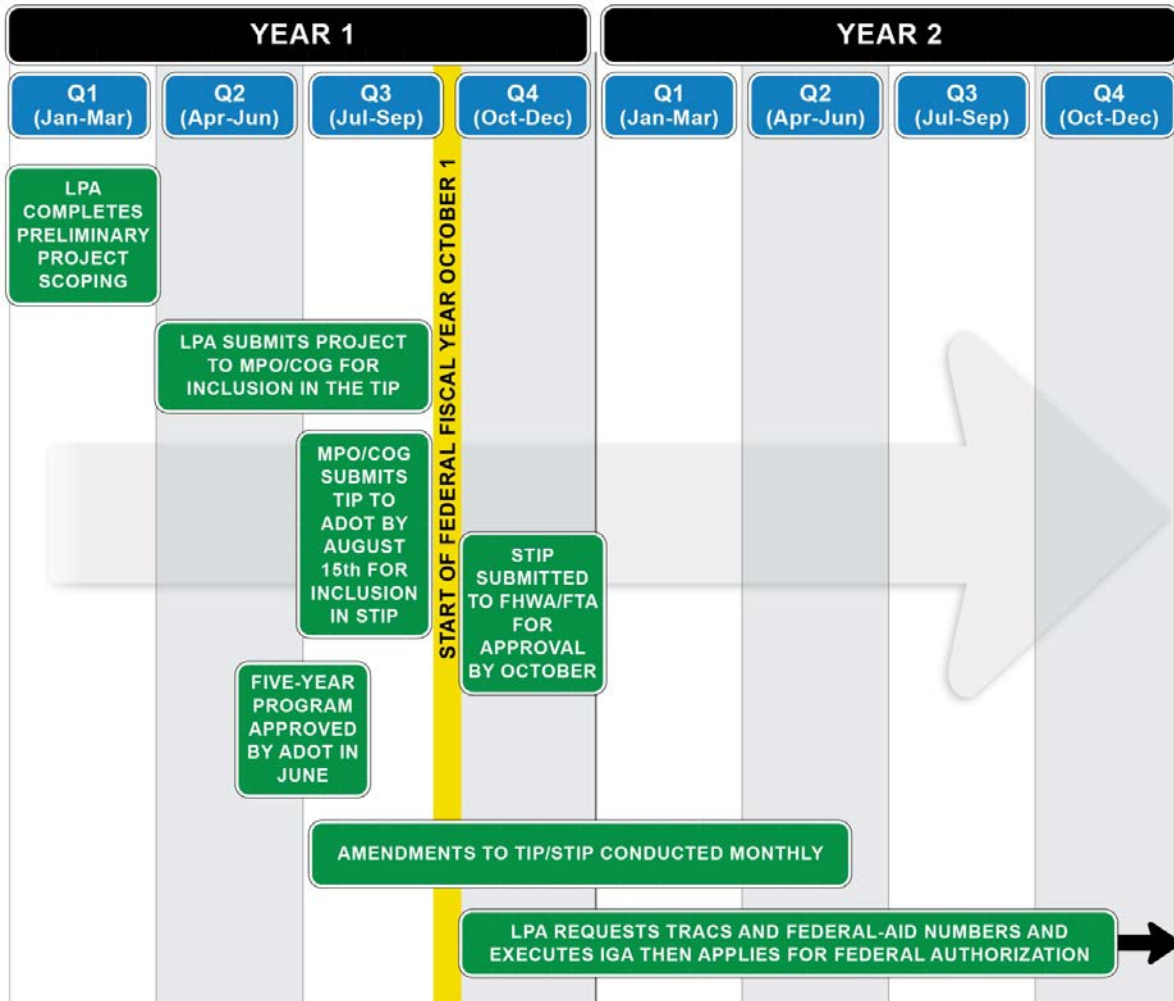 YEAR 1
YEAR 2
Q1
(Jan-Mar)
Q2
(Apr-Jun)
Q3
(Jul-Sep)
Q4
(Oct-Dec)
Q1
(Jan-Mar)
Q2
(Apr-Jun)
Q3
(Jul-Sep)
Q4
(Oct-Dec)
START OF FEDERAL FISCAL YEAR OCTOBER 1
LPA
COMPLETES
PRELIMINARY
PROJECT
SCOPING
LPA SUBMITS PROJECT
TO MPO/COG FOR
INCLUSION IN THE TIP
MPO/COG
SUBMITS
TIP TO
ADOT BY
AUGUST
15th FOR
INCLUSION
IN STIP
STIP
SUBMITTED
TO FHWA/FTA
FOR
APPROVAL
BY OCTOBER
FIVE-YEAR
PROGRAM
APPROVED
BY ADOT IN
JUNE
AMENDMENTS TO TIP/STIP CONDUCTED MONTHLY
LPA REQUESTS TRACS AND FEDERAL-AID NUMBERS AND
EXECUTES IGA THEN APPLIES FOR FEDERAL AUTHORIZATION